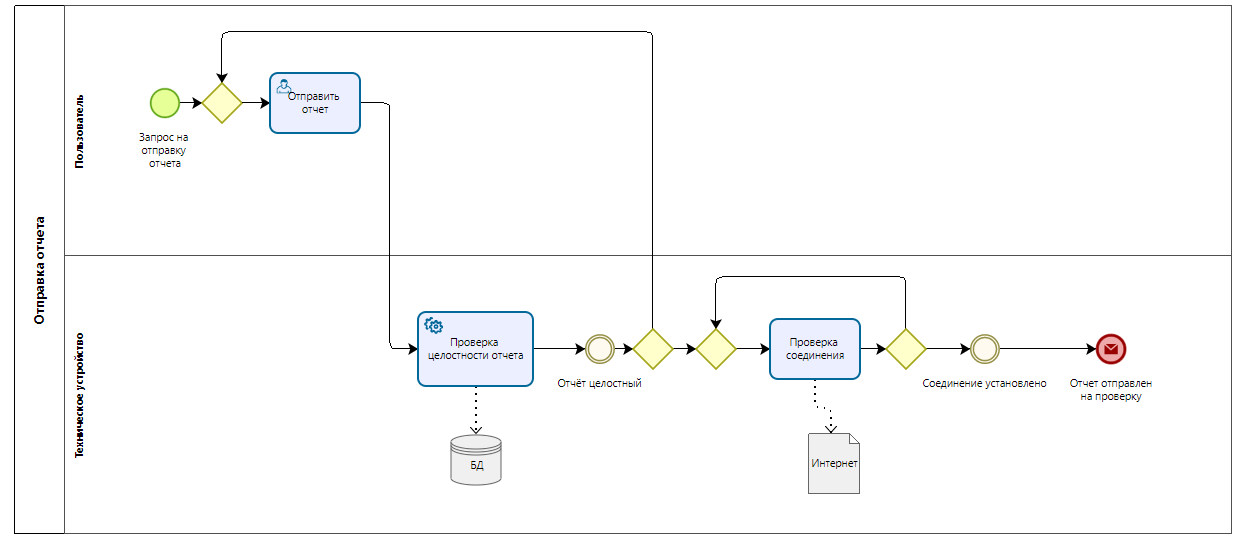 Отправка отчета
Пользователь
Запрос на
отправку
отчета
Отправить
отчет
Техническое устройство
Проверка
целостности отчета
БД
Отчёт целостный
Проверка
соединения
Интернет
Соединение установлено
Отчет отправлен
на проверку